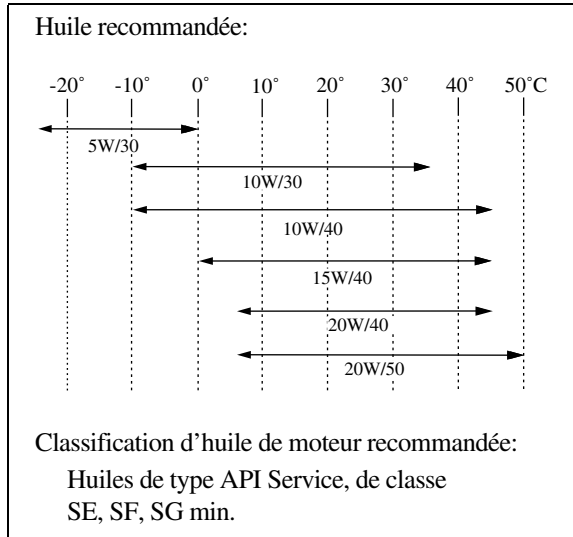 Huile recommandée:
-20˚ -10˚ 0˚ 10˚ 20˚ 30˚ 40˚ 50˚C
5W/30
10W/30
10W/40
15W/40
20W/40
20W/50
Classification d’huile de moteur recommandée:
Huiles de type API Service, de classe
SE, SF, SG min.